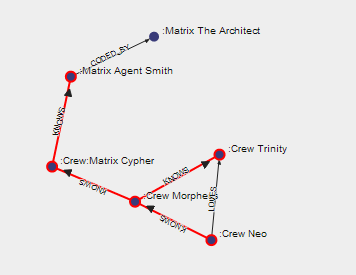 :Matrix The Architect
CODED_BY
:Matrix Agent Smith
KNOWS
:Crew Trinity
:Crew:Matrix Cypher
KNOWS
KNOWS
:Crew Morpheus
LOVES
KNOWS
:Crew Neo